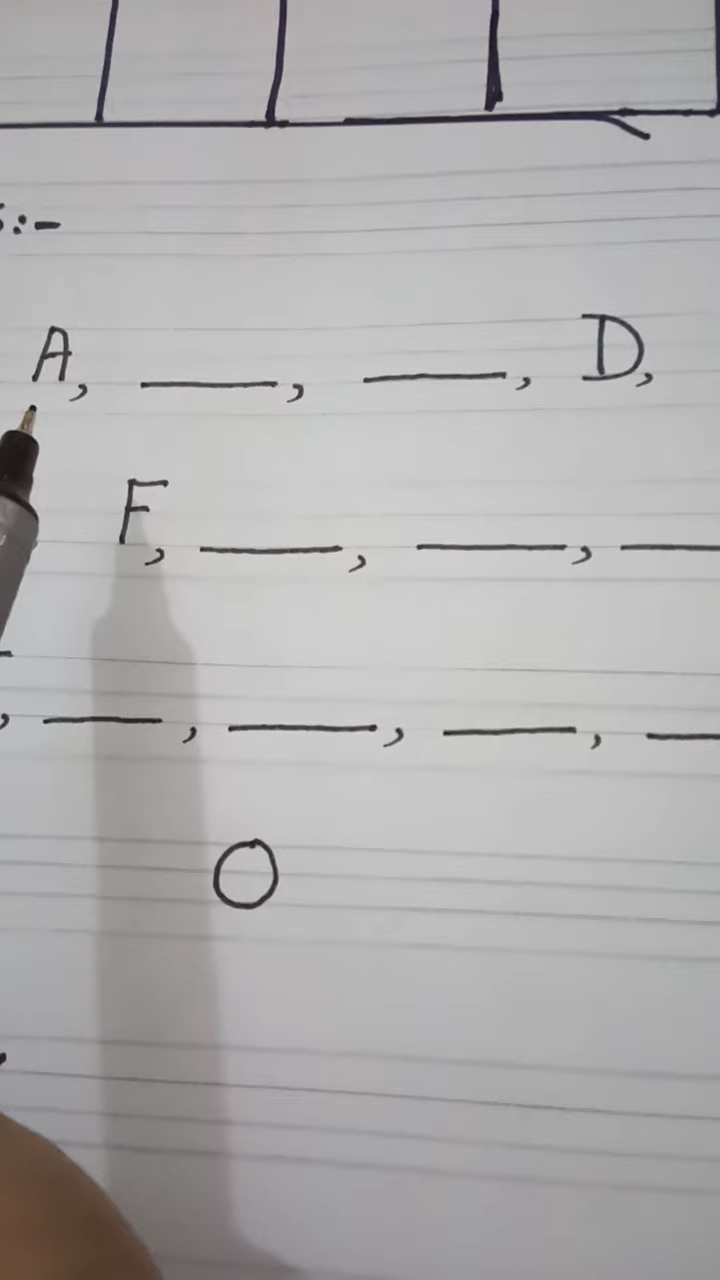 :-
A, ___, ___, D,
F, ___, ___, ___
, ___, ___, ___, ___
O